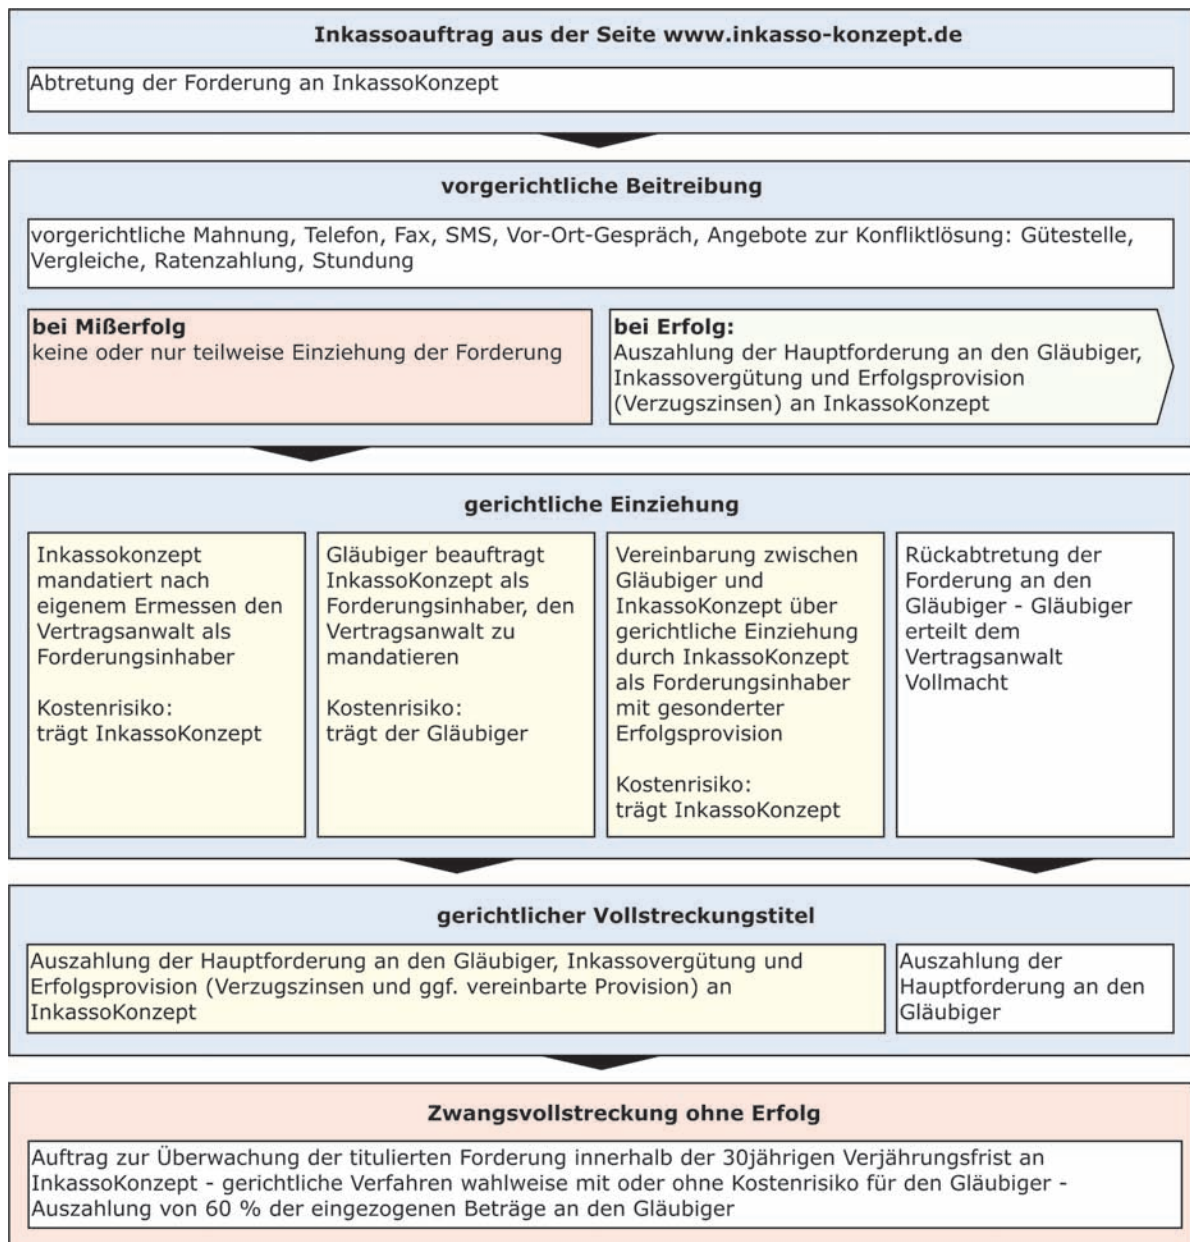 Inkassoauftrag aus der Seite www.inkasso-konzept.de
Abtretung der Forderung an InkassoKonzept
vorgerichtliche Beitreibung
vorgerichtliche Mahnung, Telefon, Fax, SMS, Vor-Ort-Gespräch, Angebote zur Konfliktlösung: Gütestelle,
Vergleiche, Ratenzahlung, Stundung
bei Mißerfolg
keine oder nur teilweise Einziehung der Forderung
bei Erfolg:
Auszahlung der Hauptforderung an den Gläubiger,
Inkassovergütung und Erfolgsprovision
(Verzugszinsen) an InkassoKonzept
gerichtliche Einziehung
Inkassokonzept
mandatiert nach
eigenem Ermessen den
Vertragsanwalt als
Forderungsinhaber
Kostenrisiko:
trägt InkassoKonzept
Gläubiger beauftragt
InkassoKonzept als
Forderungsinhaber, den
Vertragsanwalt zu
mandatieren
Kostenrisiko:
trägt der Gläubiger
Vereinbarung zwischen
Gläubiger und
InkassoKonzept über
gerichtliche Einziehung
durch InkassoKonzept
als Forderungsinhaber
mit gesonderter
Erfolgsprovision
Kostenrisiko:
trägt InkassoKonzept
Rückabtretung der
Forderung an den
Gläubiger - Gläubiger
erteilt dem
Vertragsanwalt
Vollmacht
gerichtlicher Vollstreckungstitel
Auszahlung der Hauptforderung an den Gläubiger, Inkassovergütung und
Erfolgsprovision (Verzugszinsen und ggf. vereinbarte Provision) an
InkassoKonzept
Auszahlung der
Hauptforderung an den
Gläubiger
Zwangsvollstreckung ohne Erfolg
Auftrag zur Überwachung der titulierten Forderung innerhalb der 30jährigen Verjährungsfrist an
InkassoKonzept - gerichtliche Verfahren wahlweise mit oder ohne Kostenrisiko für den Gläubiger -
Auszahlung von 60 % der eingezogenen Beträge an den Gläubiger